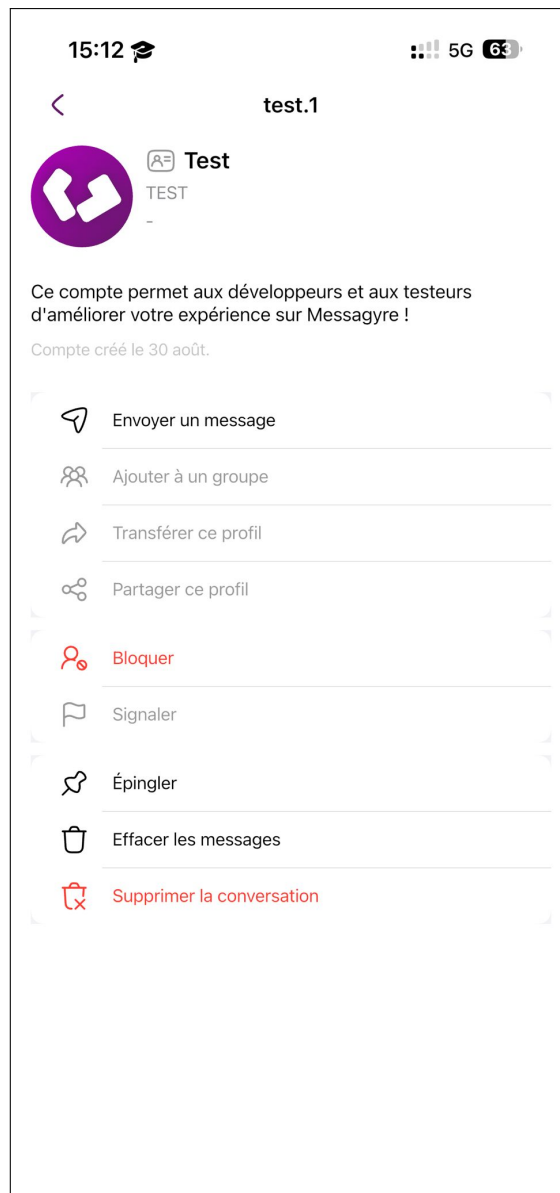 15:12
5G 63
test.1
Test
TEST
-
Ce compte permet aux développeurs et aux testeurs
d'améliorer votre expérience sur Messagyre !
Compte créé le 30 août.
Envoyer un message
Ajouter à un groupe
Transférer ce profil
Partager ce profil
Bloquer
Signaler
Épingler
Effacer les messages
Supprimer la conversation